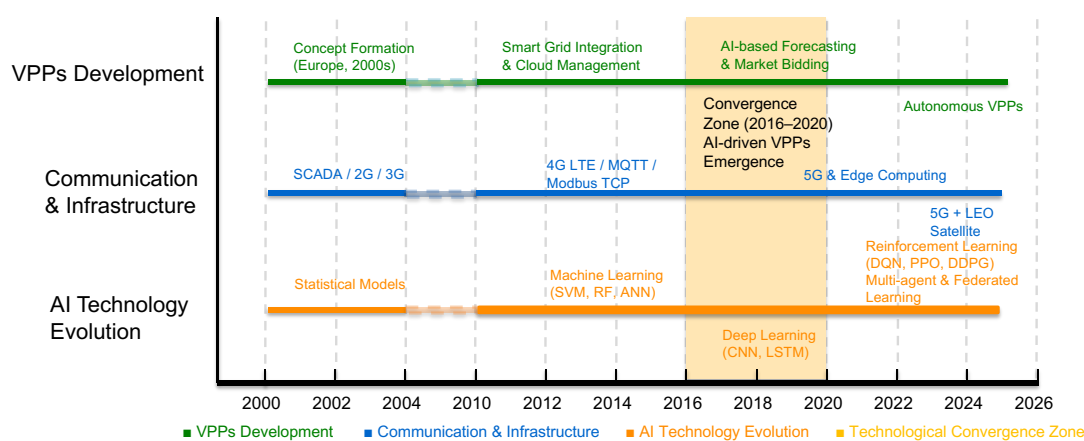 VPPs Development
Concept Formation
(Europe, 2000s)
Smart Grid Integration
& Cloud Management
AI-based Forecasting
& Market Bidding
Autonomous VPPs
Convergence
Zone (2016–2020)
AI-driven VPPs
Emergence
Communication
& Infrastructure
SCADA / 2G / 3G
4G LTE / MQTT /
Modbus TCP
5G & Edge Computing
5G + LEO
Satellite
AI Technology
Evolution
Statistical Models
Machine Learning
(SVM, RF, ANN)
Reinforcement Learning
(DQN, PPO, DDPG)
Multi-agent & Federated
Learning
Deep Learning
(CNN, LSTM)
2000 2002 2004 2010 2012 2014 2016 2018 2020 2022 2024 2026
VPPs Development Communication & Infrastructure AI Technology Evolution Technological Convergence Zone